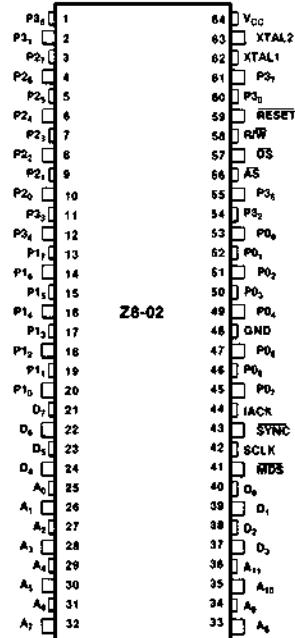 P3₆ 1 64 V_CC
P3₁ 2 63 XTAL2
P2₇ 3 62 XTAL1
P2₆ 4 61 P3₇
P2₅ 5 60 P3₀
P2₄ 6 59 RESET
P2₃ 7 58 R/W
P2₂ 8 57 DS
P2₁ 9 56 AS
P2₀ 10 55 P3₅
P3₃ 11 54 P3₂
P3₄ 12 53 P0₀
P1₇ 13 52 P0₁
P1₆ 14 51 P0₂
P1₅ 15 50 P0₃
P1₄ 16 Z8-02 49 P0₄
P1₃ 17 48 GND
P1₂ 18 47 P0₅
P1₁ 19 46 P0₆
P1₀ 20 45 P0₇
D₇ 21 44 IACK
D₆ 22 43 SYNC
D₅ 23 42 SCLK
D₄ 24 41 MDS
A₀ 25 40 D₀
A₁ 26 39 D₁
A₂ 27 38 D₂
A₃ 28 37 D₃
A₄ 29 36 A₁₁
A₅ 30 35 A₁₀
A₆ 31 34 A₉
A₇ 32 33 A₈